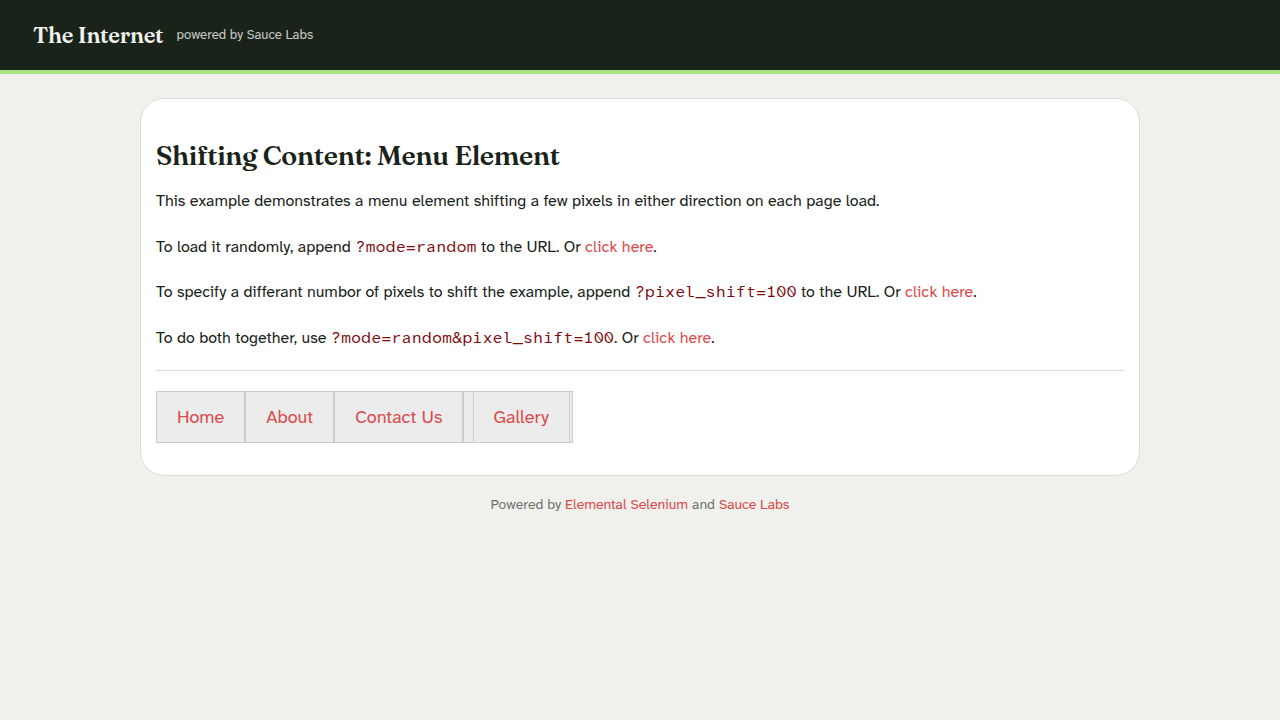 The Internet powered by Sauce Labs
Shifting Content: Menu Element
This example demonstrates a menu element shifting a few pixels in either direction on each page load.
To load it randomly, append ?mode=random to the URL. Or click here.
To specify a differant numbor of pixels to shift the example, append ?pixel_shift=100 to the URL. Or click here.
To do both together, use ?mode=random&pixel_shift=100. Or click here.
Home About Contact Us Gallery
Powered by Elemental Selenium and Sauce Labs